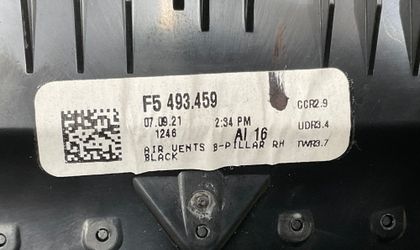 F5 493.459 CCR2.9
07.09.21 2:34 PM
1246 AI 16 UDR3.4
AIR VENTS B-PILLAR RH TWR3.7
BLACK